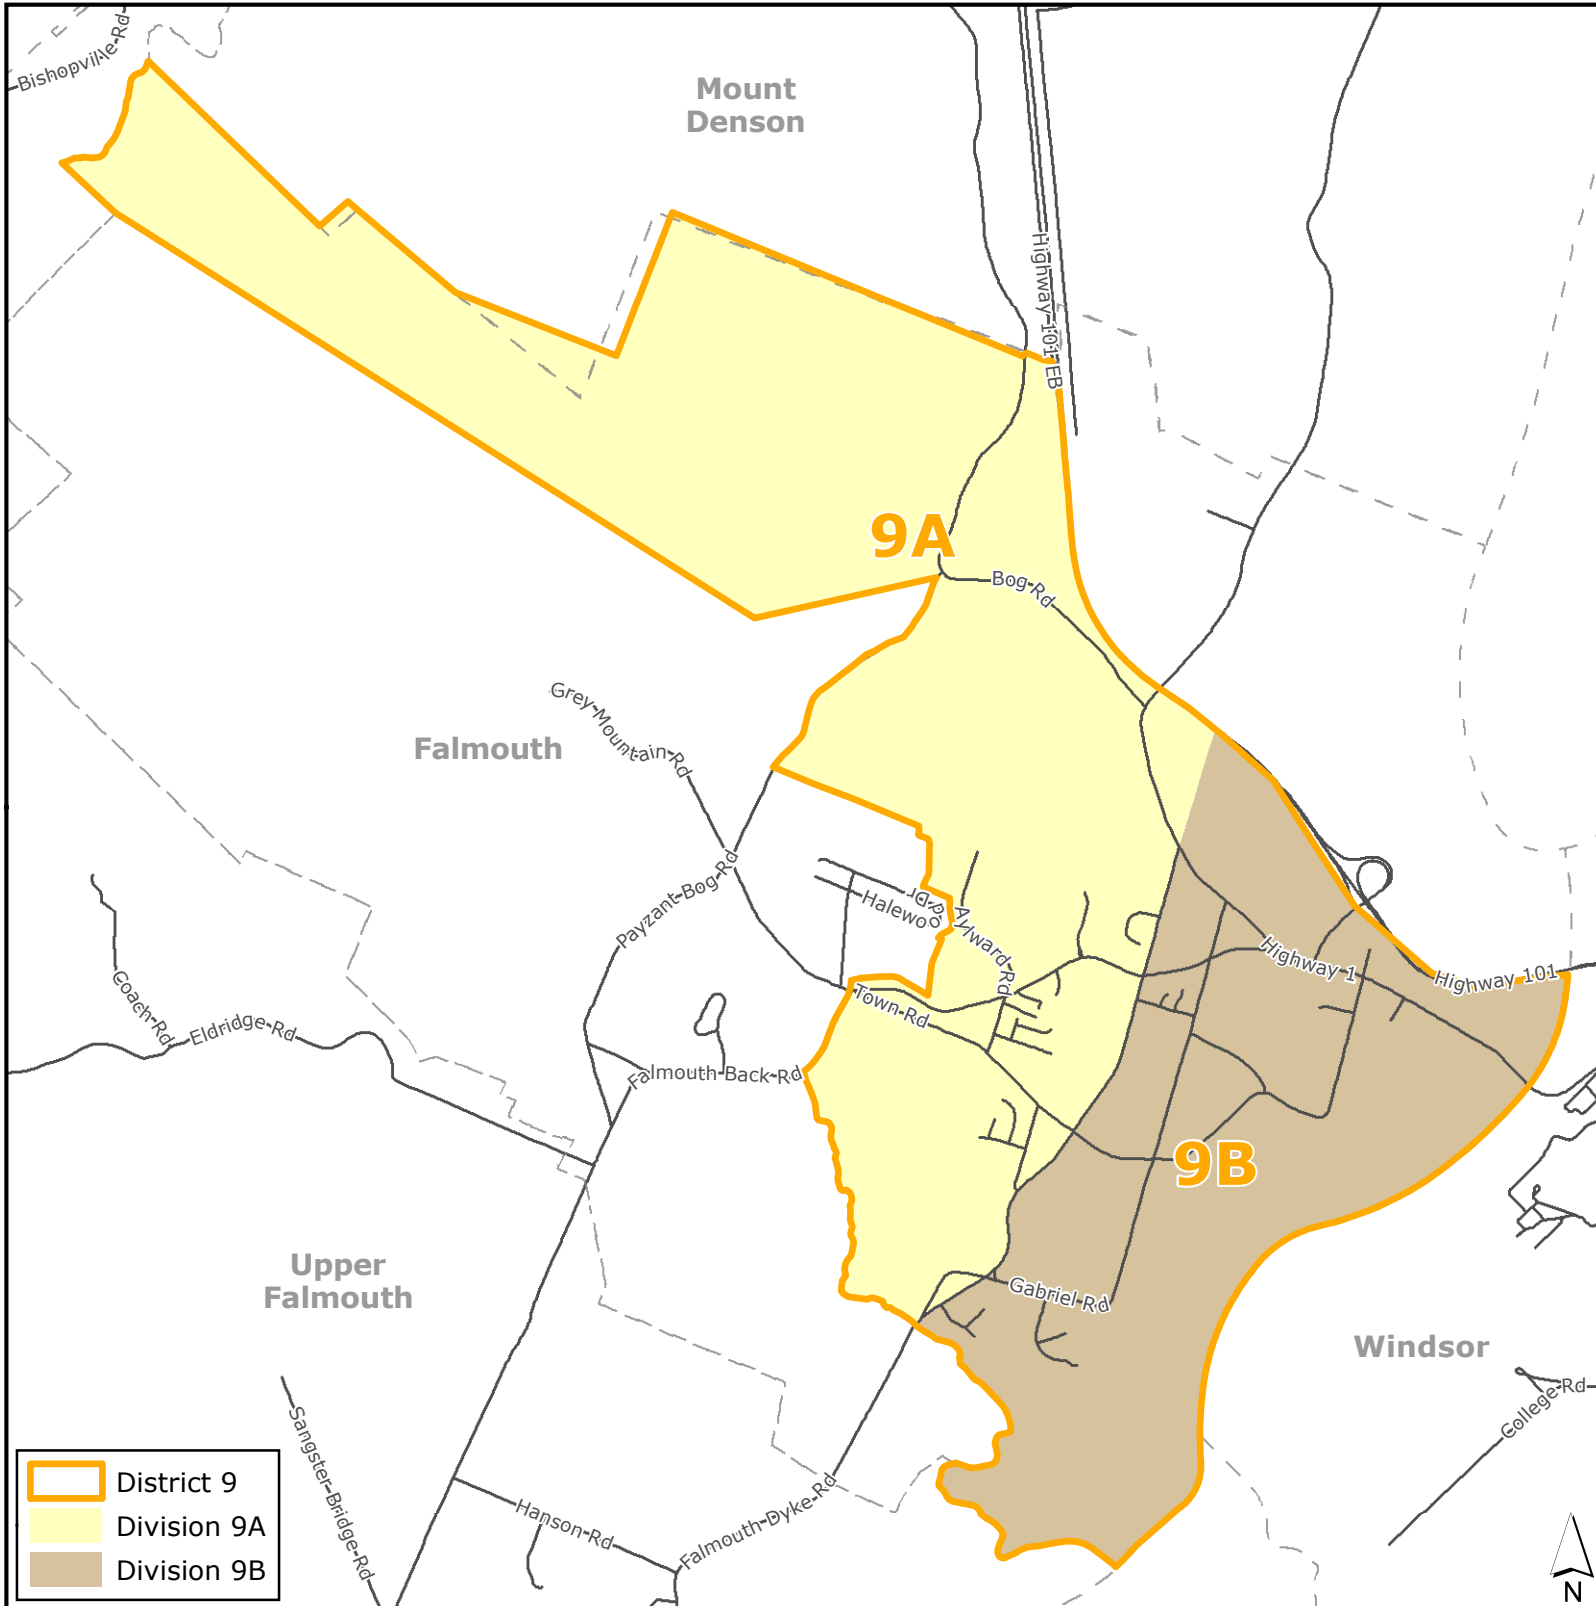 Bishopville Rd
Mount
Denson
Highway 101 EB
9A
Bog Rd
Grey Mountain Rd
Falmouth
Payzant Bog Rd
Halewood Dr
Aylward Rd
Highway 1
Highway 101
Coach Rd
Eldridge Rd
Town Rd
Falmouth Back Rd
9B
Upper
Falmouth
Gabriel Rd
Windsor
College Rd
Sangster Bridge Rd
Hanson Rd
Falmouth Dyke Rd
District 9
Division 9A
Division 9B
N